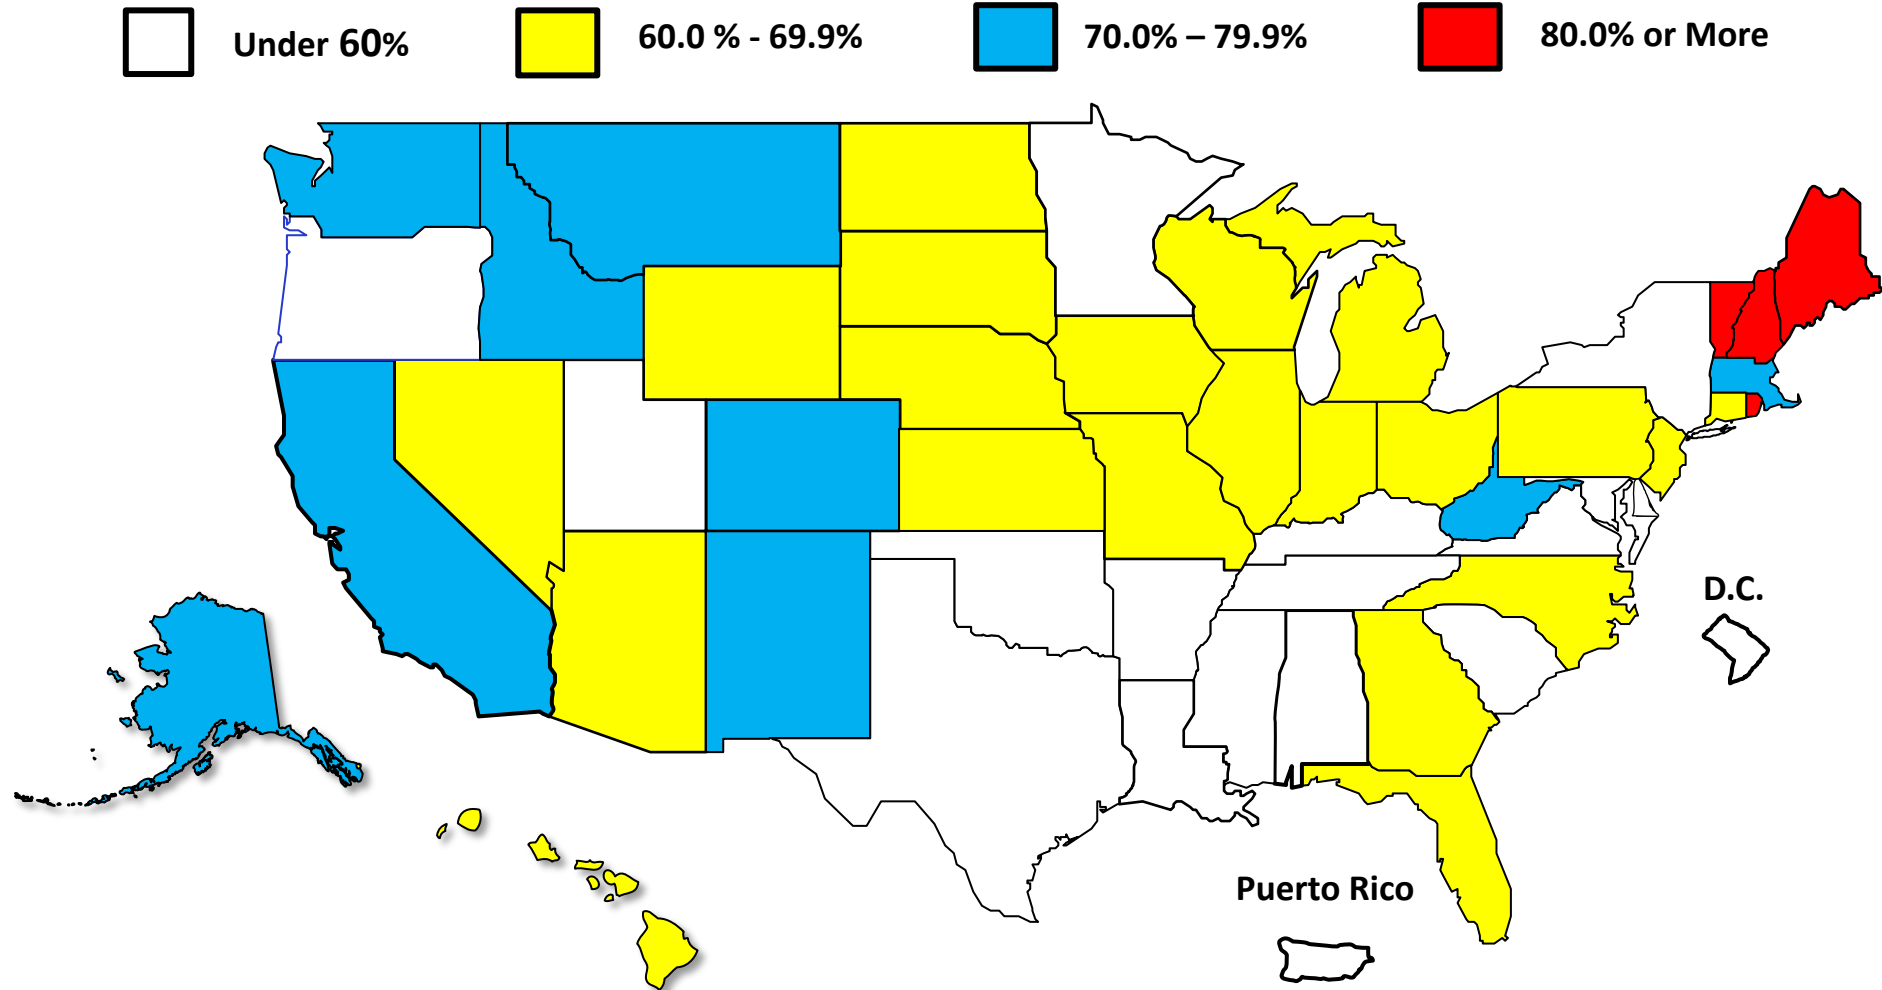 Under 60%
60.0 % - 69.9%
70.0% – 79.9%
80.0% or More
D.C.
Puerto Rico